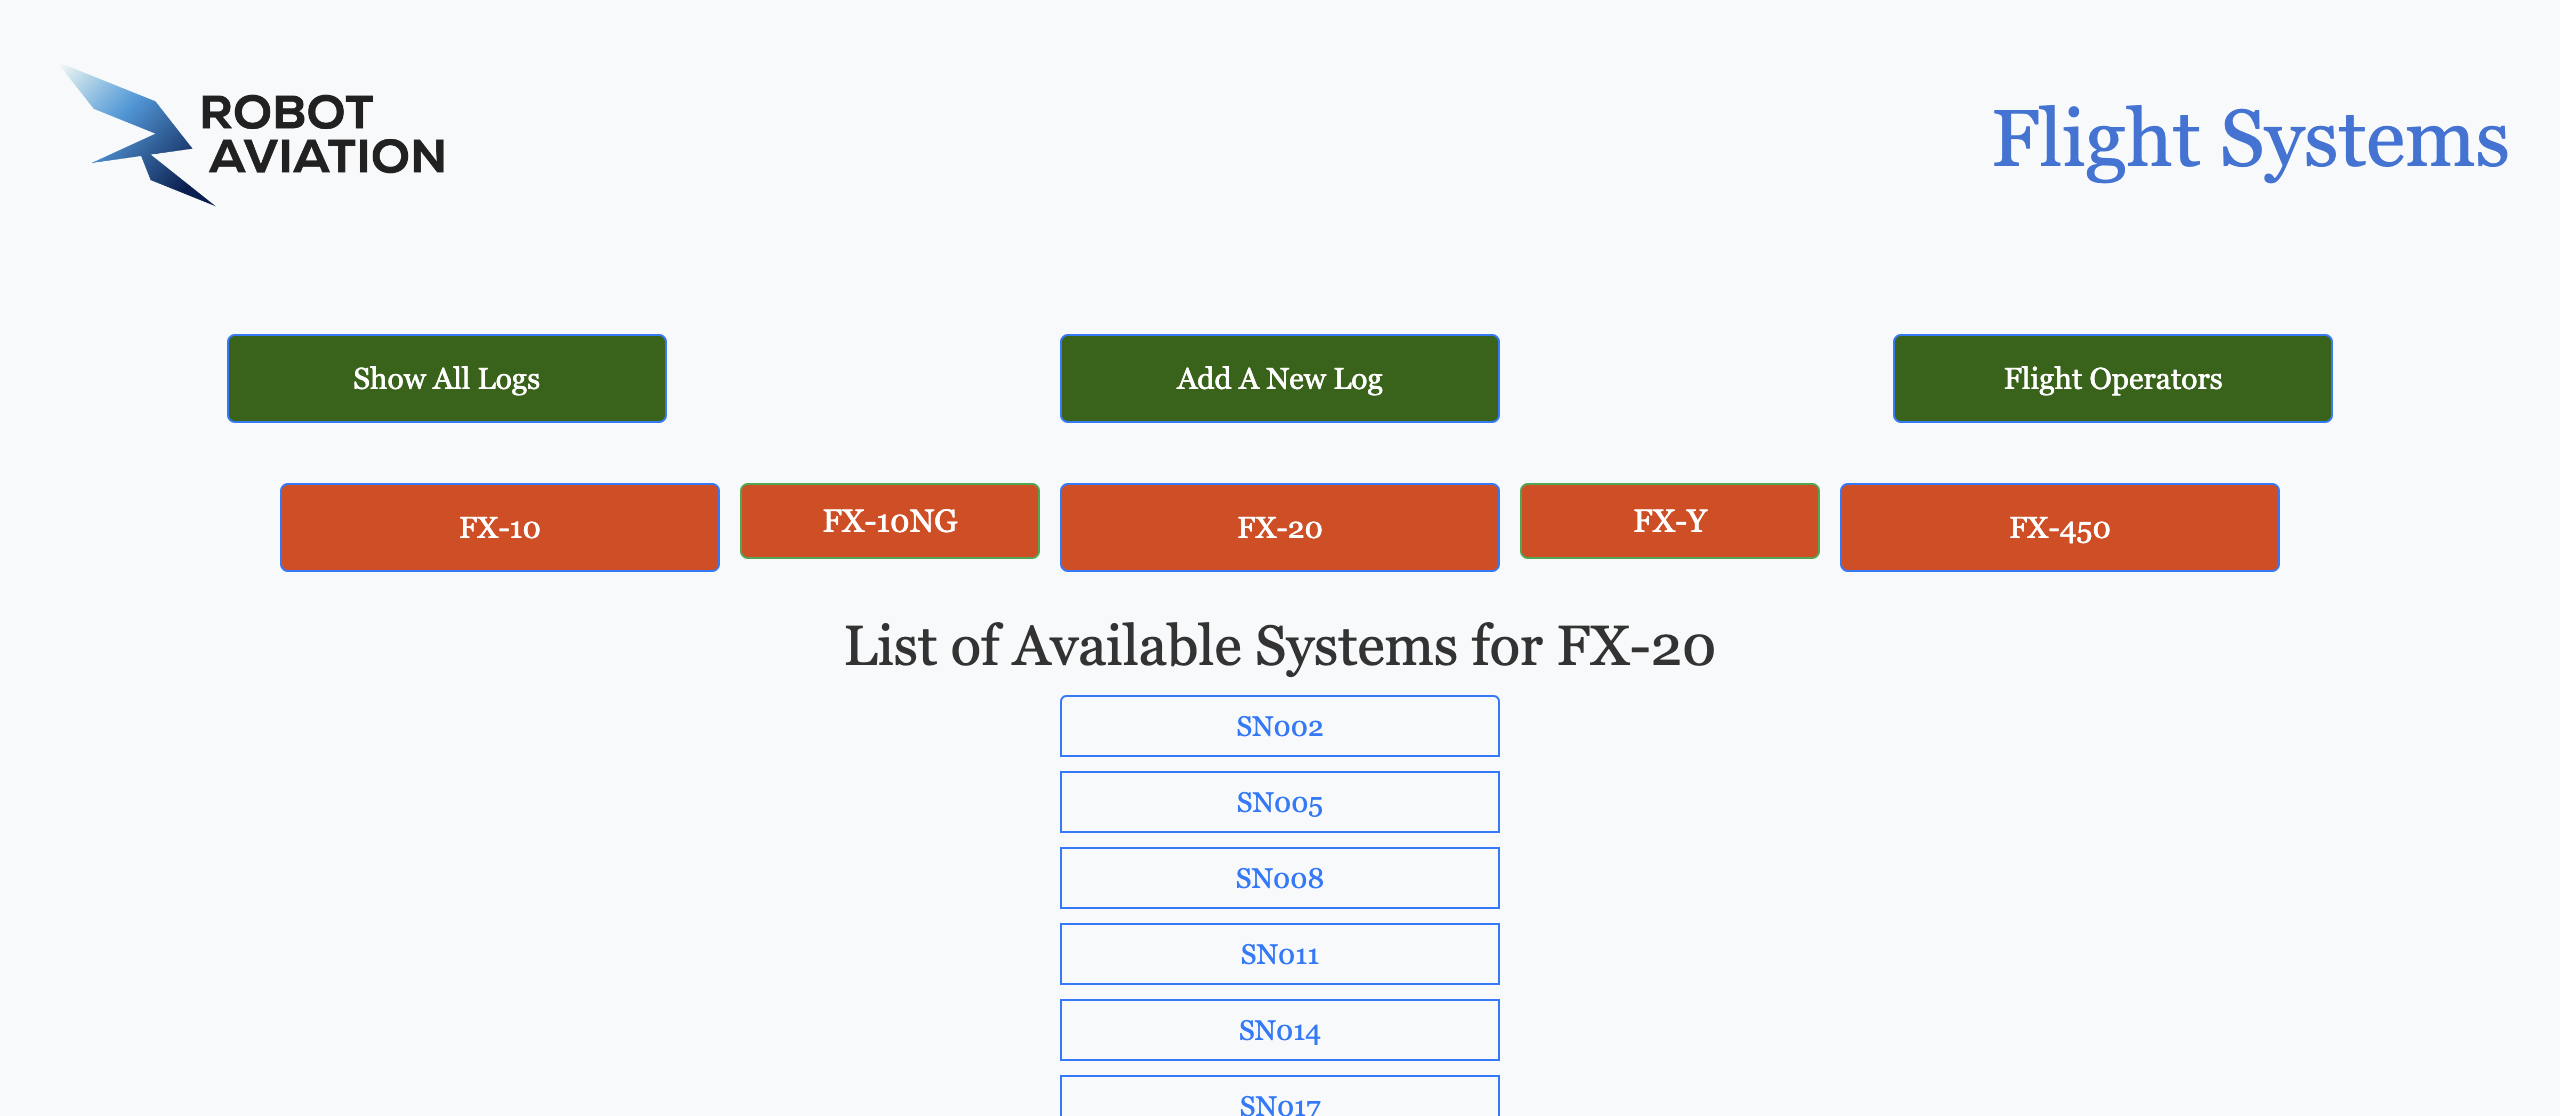 ROBOT
AVIATION
Flight Systems
Show All Logs
Add A New Log
Flight Operators
FX-10
FX-10NG
FX-20
FX-Y
FX-450
List of Available Systems for FX-20
SN002
SN005
SN008
SN011
SN014
SN017